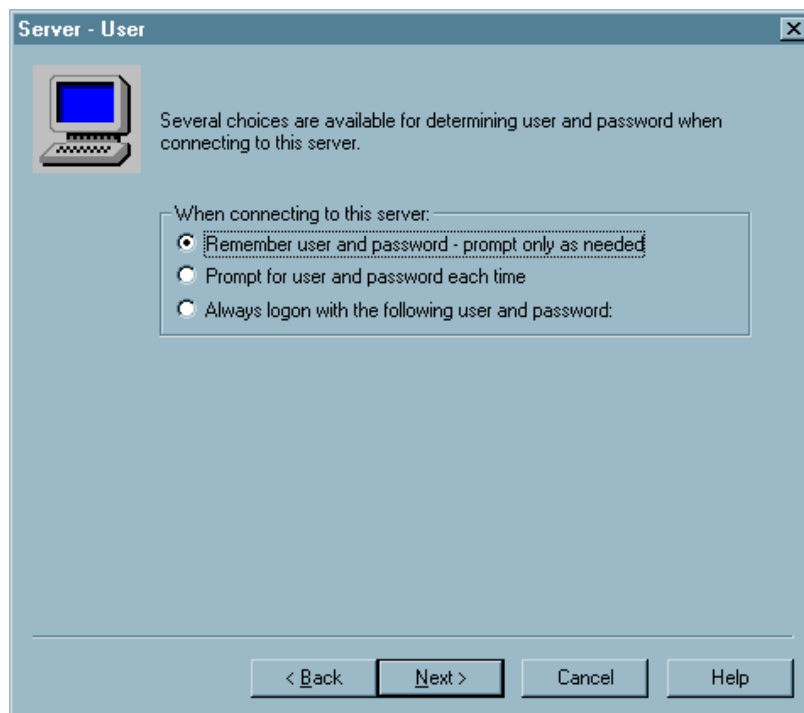 Server - User
Several choices are available for determining user and password when
connecting to this server.
When connecting to this server:
Remember user and password - prompt only as needed
Prompt for user and password each time
Always logon with the following user and password:
< Back
Next >
Cancel
Help